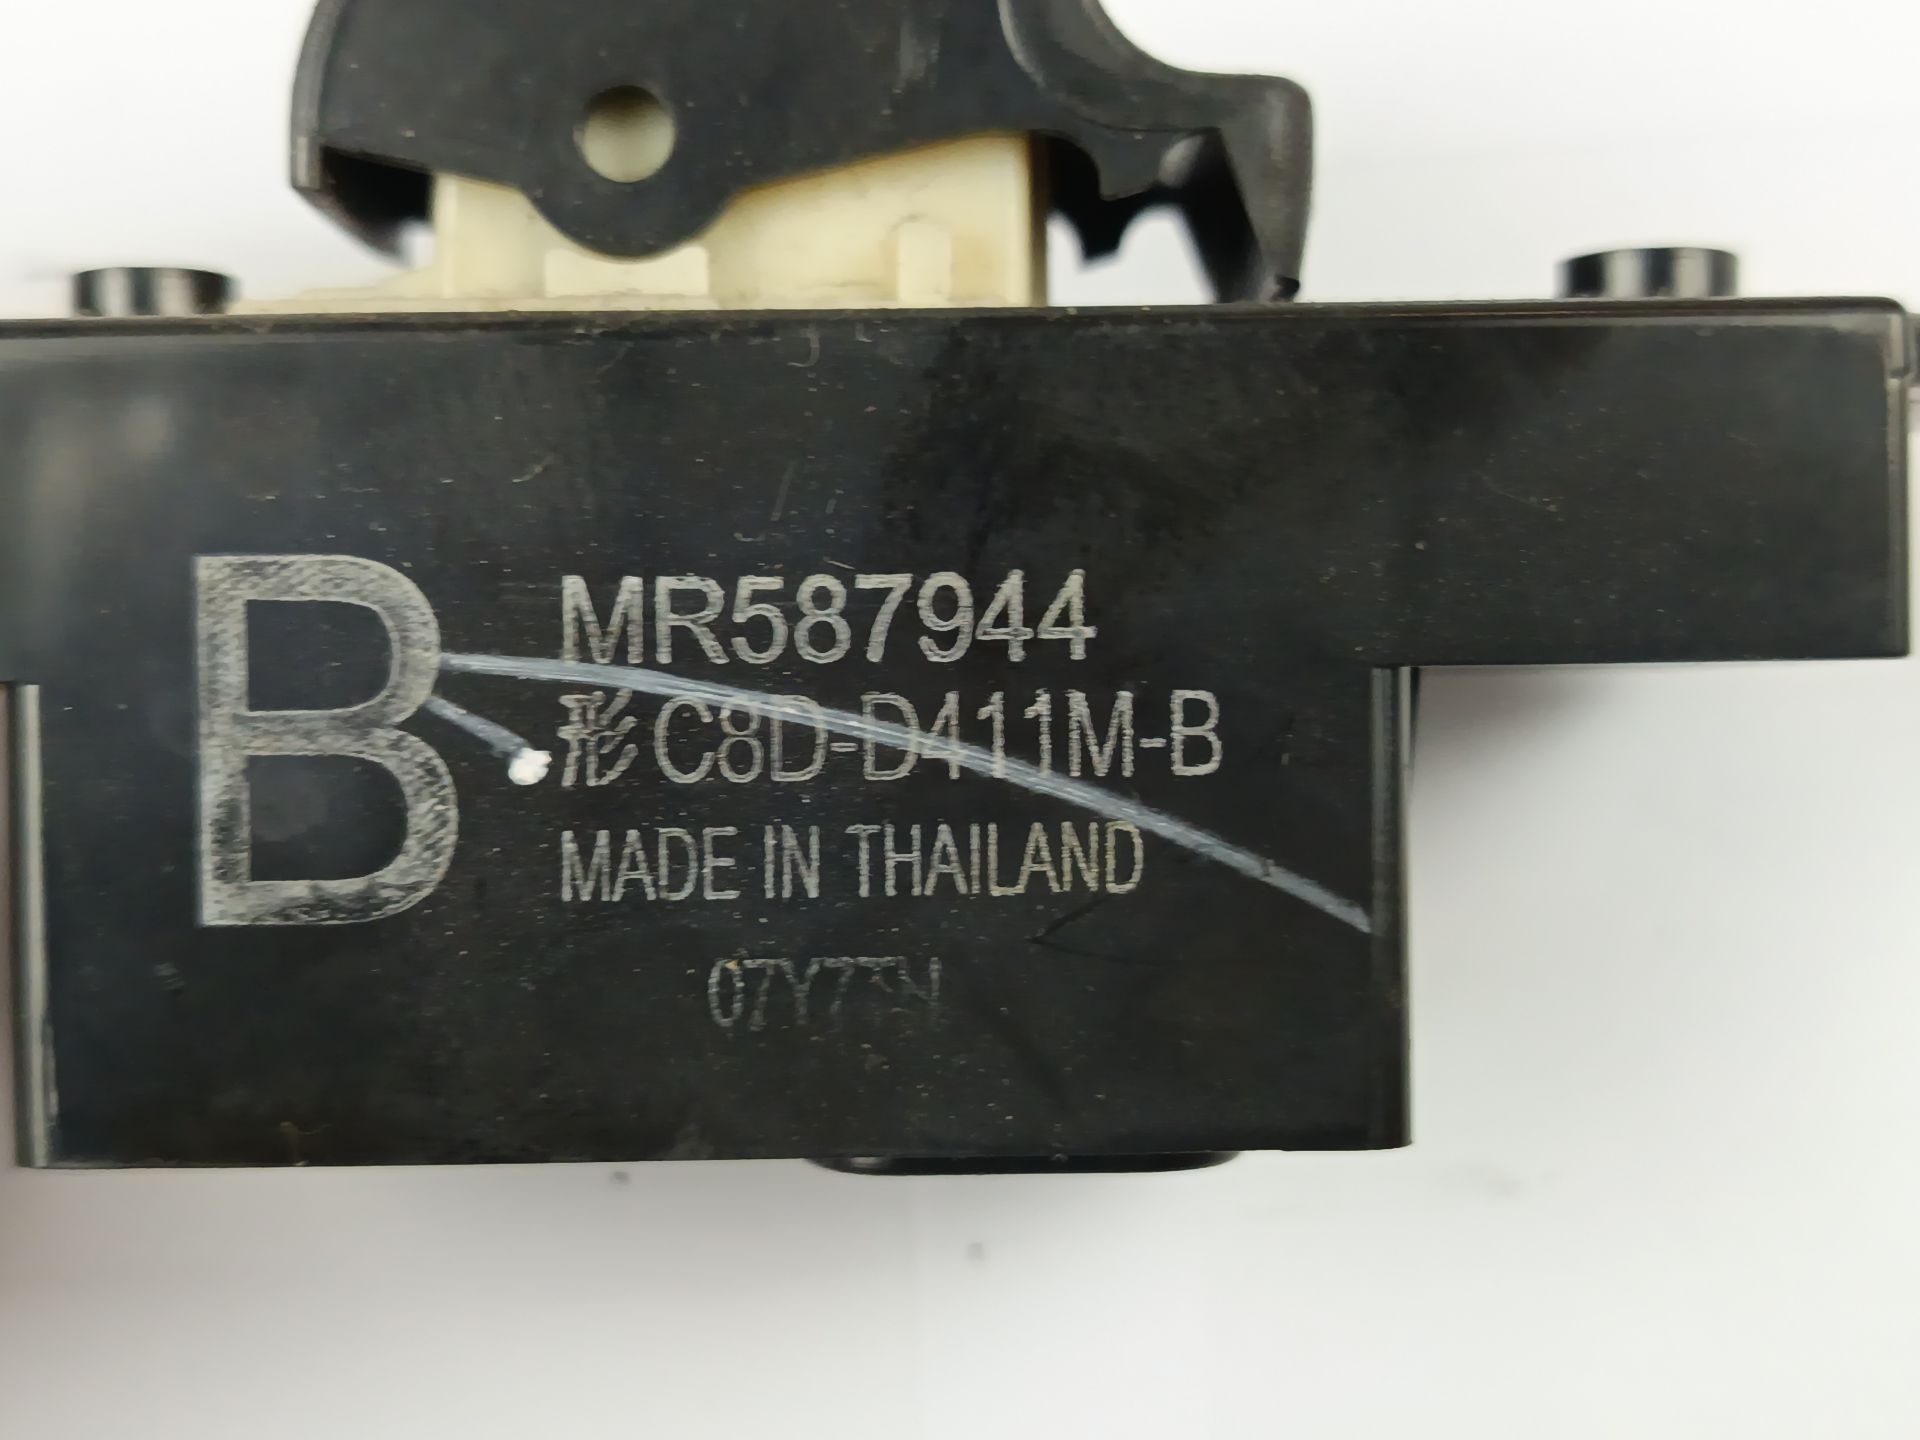 B
MR587944
形C8D-D411M-B
MADE IN THAILAND